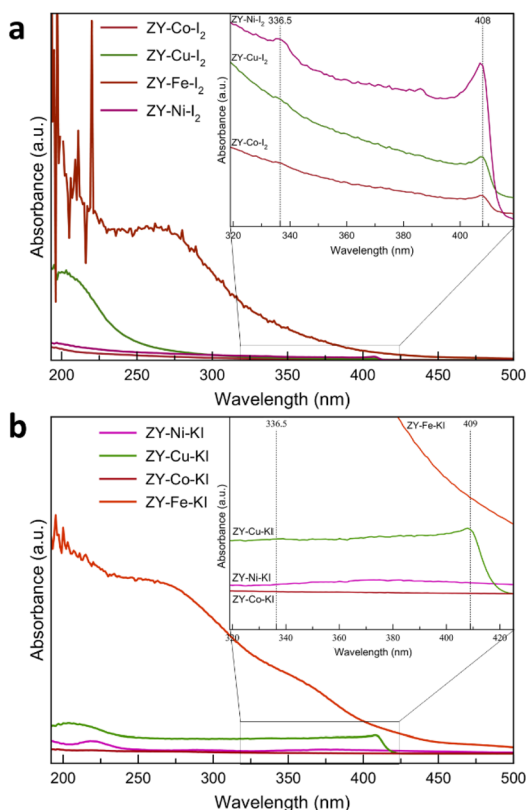 a
ZY-Co-I₂
ZY-Cu-I₂
ZY-Fe-I₂
ZY-Ni-I₂
ZY-Ni-I₂
336.5
408
ZY-Cu-I₂
ZY-Co-I₂
320 340 360 380 400
Wavelength (nm)
Absorbance (a.u.)
Absorbance (a.u.)
200 250 300 350 400 450 500
Wavelength (nm)
b
ZY-Ni-KI
ZY-Cu-KI
ZY-Co-KI
ZY-Fe-KI
336.5
ZY-Fe-KI
409
ZY-Cu-KI
ZY-Ni-KI
ZY-Co-KI
320 340 360 380 400 420
Wavelength (nm)
Absorbance (a.u.)
Absorbance (a.u.)
200 250 300 350 400 450 500
Wavelength (nm)